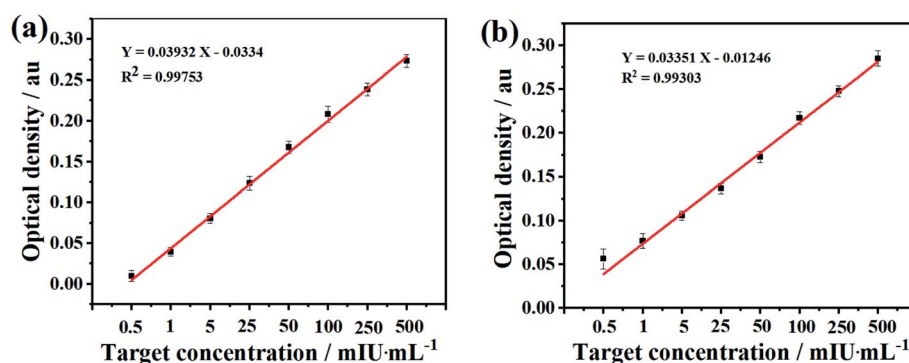 (a)
Y = 0.03932 X - 0.0334
R² = 0.99753
0.30
0.25
0.20
0.15
0.10
0.05
0.00
Optical density / au
0.5 1 5 25 50 100 250 500
Target concentration / mIU·mL⁻¹
(b)
Y = 0.03351 X - 0.01246
R² = 0.99303
0.30
0.25
0.20
0.15
0.10
0.05
0.00
Optical density / au
0.5 1 5 25 50 100 250 500
Target concentration / mIU·mL⁻¹